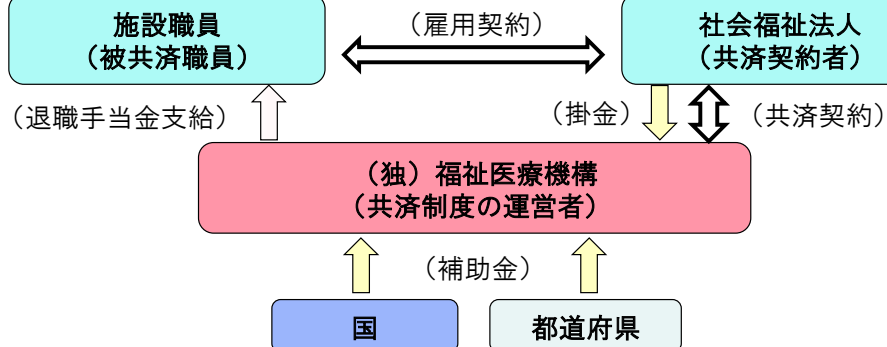 施設職員
（被共済職員）
（雇用契約）
社会福祉法人
（共済契約者）
（退職手当金支給）
（掛金）
（共済契約）
（独）福祉医療機構
（共済制度の運営者）
（補助金）
国
都道府県